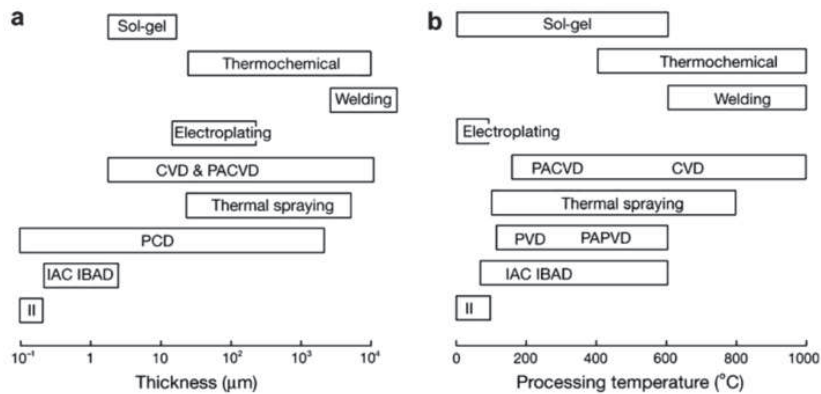 a
Sol-gel
Thermochemical
Welding
Electroplating
CVD & PACVD
Thermal spraying
PCD
IAC IBAD
II
10⁻¹ 1 10 10² 10³ 10⁴
Thickness (μm)
b
Sol-gel
Thermochemical
Welding
Electroplating
PACVD CVD
Thermal spraying
PVD PAPVD
IAC IBAD
II
0 200 400 600 800 1000
Processing temperature (°C)